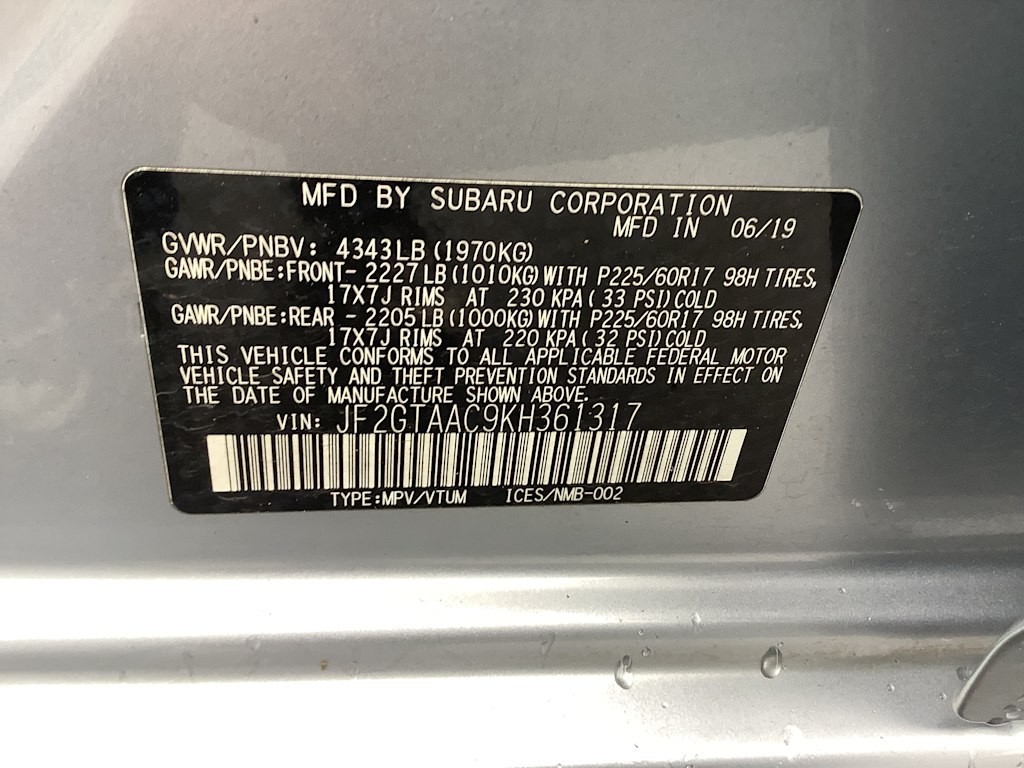 MFD BY SUBARU CORPORATION
MFD IN 06/19
GVWR/PNBV: 4343LB (1970KG)
GAWR/PNBE:FRONT- 2227LB(1010KG)WITH P225/60R17 98H TIRES,
17X7J RIMS AT 230 KPA( 33 PSI)COLD
GAWR/PNBE:REAR - 2205LB(1000KG)WITH P225/60R17 98H TIRES,
17X7J RIMS AT 220 KPA( 32 PSI)COLD
THIS VEHICLE CONFORMS TO ALL APPLICABLE FEDERAL MOTOR
VEHICLE SAFETY AND THEFT PREVENTION STANDARDS IN EFFECT ON
THE DATE OF MANUFACTURE SHOWN ABOVE.
VIN: JF2GTAAC9KH361317
TYPE:MPV/VTUM ICES/NMB-002